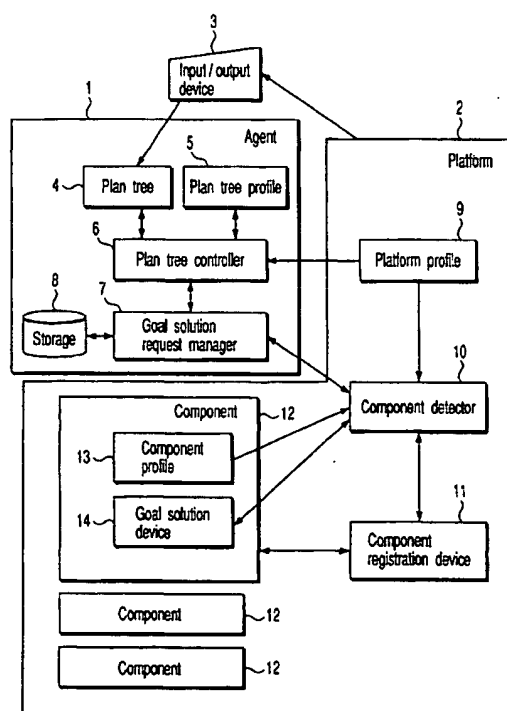 3
Input / output
device
1
2
Agent
Platform
5
4
Plan tree
Plan tree profile
6
9
Plan tree controller
Platform profile
8
7
Storage
Goal solution
request manager
10
Component
12
Component detector
13
Component
profile
14
Goal solution
device
11
Component
registration device
Component
12
Component
12